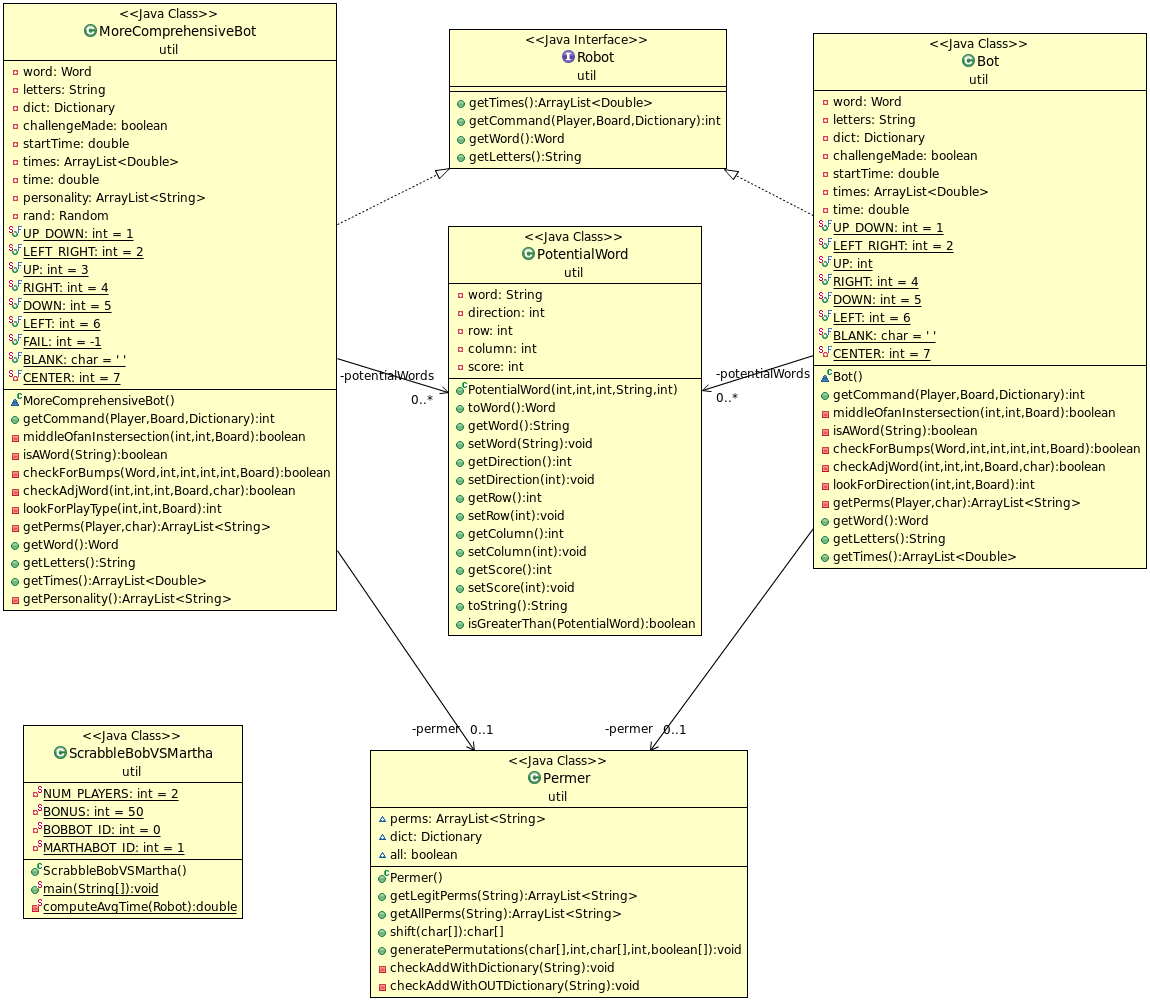 <<Java Class>>
MoreComprehensiveBot
util
word: Word
letters: String
dict: Dictionary
challengeMade: boolean
startTime: double
times: ArrayList<Double>
time: double
personality: ArrayList<String>
rand: Random
UP_DOWN: int = 1
LEFT_RIGHT: int = 2
UP: int = 3
RIGHT: int = 4
DOWN: int = 5
LEFT: int = 6
FAIL: int = -1
BLANK: char = ' '
CENTER: int = 7
MoreComprehensiveBot()
getCommand(Player,Board,Dictionary):int
middleOfanInstersection(int,int,Board):boolean
isAWord(String):boolean
checkForBumps(Word,int,int,int,int,Board):boolean
checkAdjWord(int,int,int,Board,char):boolean
lookForPlayType(int,int,Board):int
getPerms(Player,char):ArrayList<String>
getWord():Word
getLetters():String
getTimes():ArrayList<Double>
getPersonality():ArrayList<String>
<<Java Interface>>
Robot
util
getTimes():ArrayList<Double>
getCommand(Player,Board,Dictionary):int
getWord():Word
getLetters():String
<<Java Class>>
Bot
util
word: Word
letters: String
dict: Dictionary
challengeMade: boolean
startTime: double
times: ArrayList<Double>
time: double
UP_DOWN: int = 1
LEFT_RIGHT: int = 2
UP: int
RIGHT: int = 4
DOWN: int = 5
LEFT: int = 6
BLANK: char = ' '
CENTER: int = 7
Bot()
getCommand(Player,Board,Dictionary):int
middleOfanInstersection(int,int,Board):boolean
isAWord(String):boolean
checkForBumps(Word,int,int,int,int,Board):boolean
checkAdjWord(int,int,int,Board,char):boolean
lookForDirection(int,int,Board):int
getPerms(Player,char):ArrayList<String>
getWord():Word
getLetters():String
getTimes():ArrayList<Double>
<<Java Class>>
PotentialWord
util
word: String
direction: int
row: int
column: int
score: int
PotentialWord(int,int,int,String,int)
toWord():Word
getWord():String
setWord(String):void
getDirection():int
setDirection(int):void
getRow():int
setRow(int):void
getColumn():int
setColumn(int):void
getScore():int
setScore(int):void
toString():String
isGreaterThan(PotentialWord):boolean
-potentialWords
0..*
-potentialWords
0..*
-permer 0..1
-permer 0..1
<<Java Class>>
ScrabbleBobVSMartha
util
NUM_PLAYERS: int = 2
BONUS: int = 50
BOBBOT_ID: int = 0
MARTHABOT_ID: int = 1
ScrabbleBobVSMartha()
main(String[]):void
computeAvgTime(Robot):double
<<Java Class>>
Permer
util
perms: ArrayList<String>
dict: Dictionary
all: boolean
Permer()
getLegitPerms(String):ArrayList<String>
getAllPerms(String):ArrayList<String>
shift(char[]):char[]
generatePermutations(char[],int,char[],int,boolean[]):void
checkAddWithDictionary(String):void
checkAddWithOUTDictionary(String):void